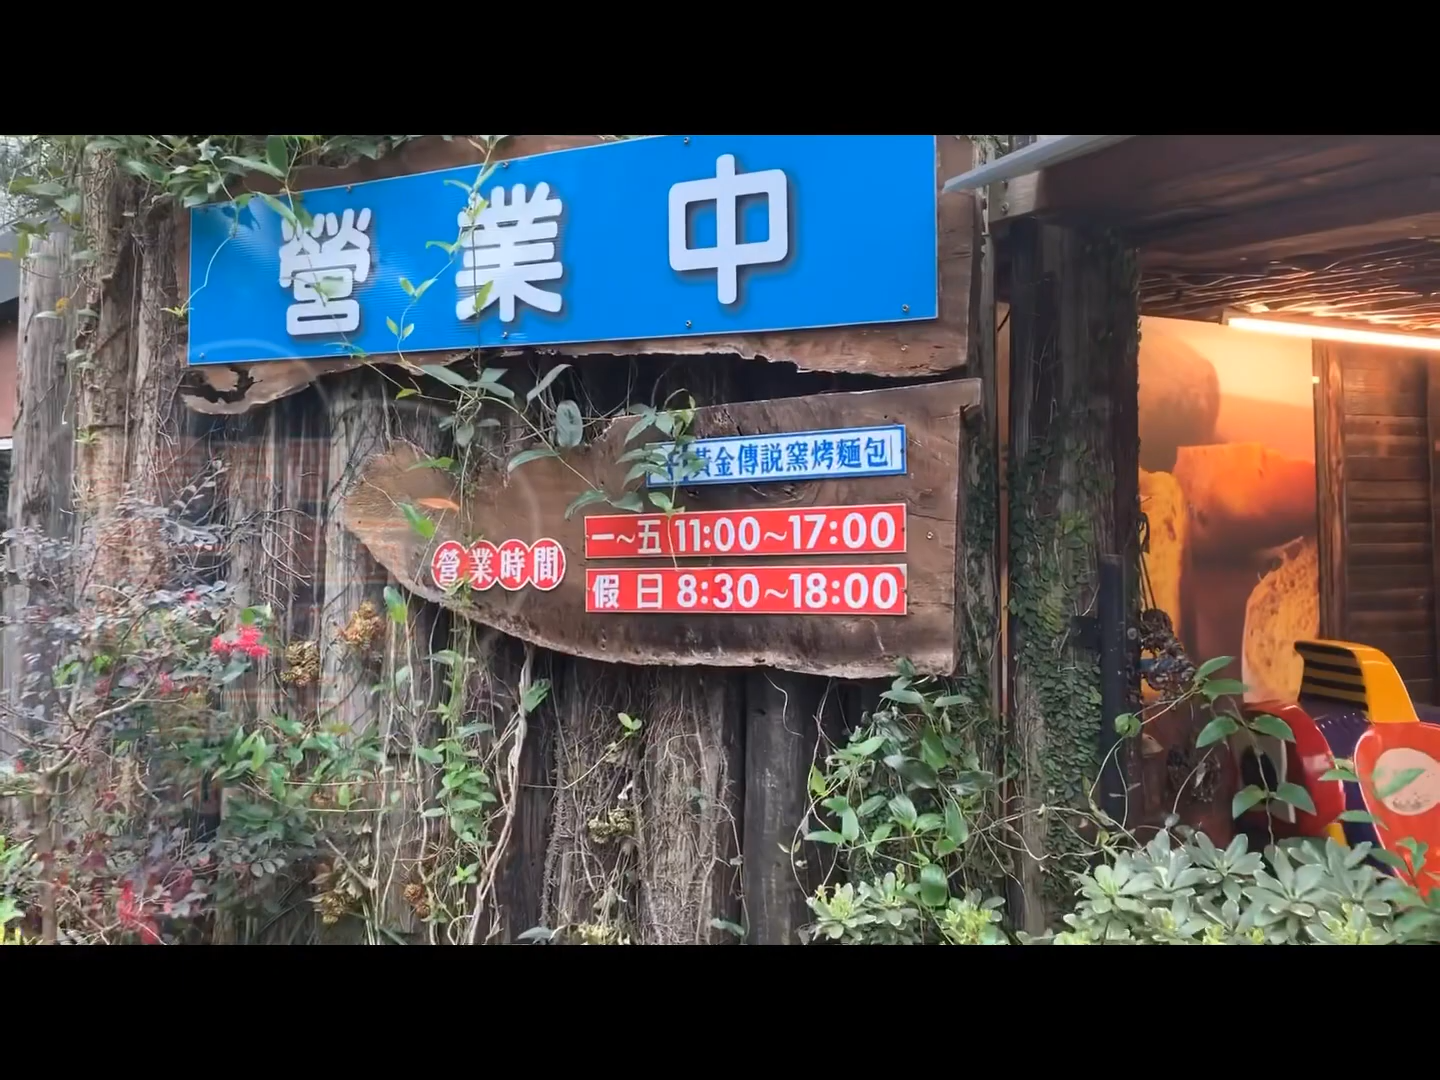 營業中
黃金傳說窯烤麵包
營業時間
一~五 11:00~17:00
假日 8:30~18:00